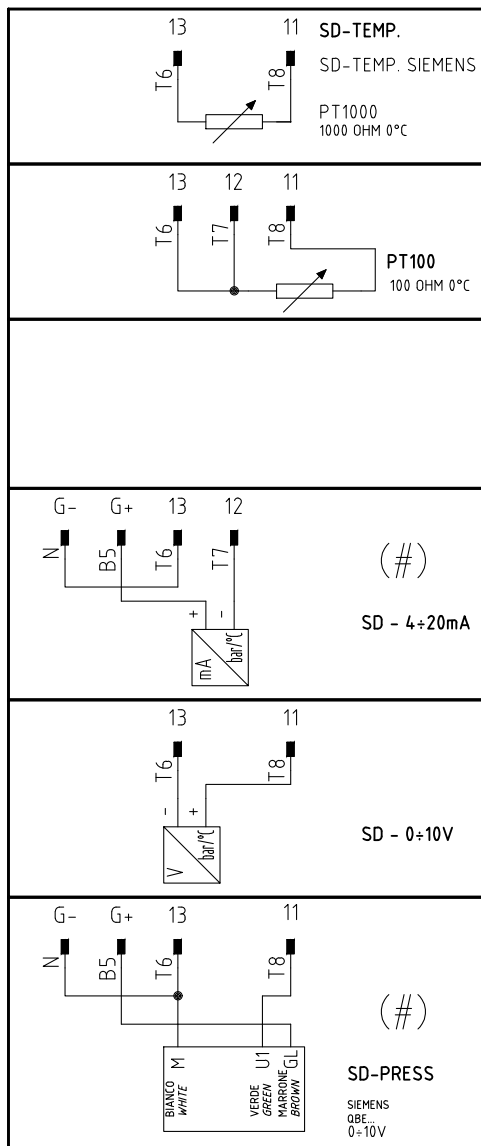 13 11 SD-TEMP.
T6 T8 SD-TEMP. SIEMENS
PT1000
1000 OHM 0°C
13 12 11
T6 T7 T8
PT100
100 OHM 0°C
G- G+ 13 12
N B5 T6 T7
(#)
+ -
mA bar/°C
SD - 4÷20mA
13 11
T6 T8
- +
V bar/°C
SD - 0÷10V
G- G+ 13 11
N B5 T6 T8
(#)
BIANCO
WHITE
M
VERDE
GREEN
U1
MARRONE
BROWN
GL
SD-PRESS
SIEMENS
QBE...
0÷10V